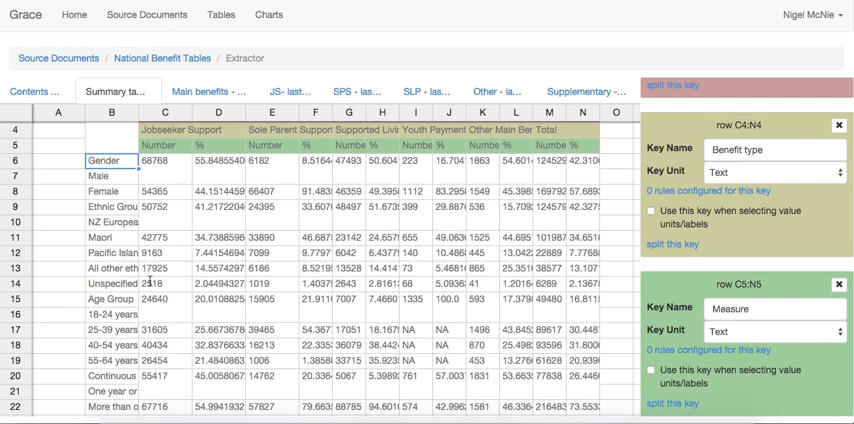 Grace Home Source Documents Tables Charts Nigel McNie
Source Documents / National Benefit Tables / Extractor
Contents ... Summary ta... Main benefits - ... JS- last... SPS - las... SLP - las... Other - la... Supplementary -...
A B C D E F G H I J K L M N O
4 Jobseeker Support Sole Parent Support Supported Livin Youth Payment Other Main Ber Total
5 Number % Number % Numbe % Numbe % Numbe % Numbe %
6 Gender 68768 55.8485540 6182 8.5164 47493 50.604 223 16.704 1863 54.601 124529 42.310
7 Male
8 Female 54365 44.1514459 66407 91.483 46359 49.395 1112 83.295 1549 45.398 169792 57.689
9 Ethnic Grou 50752 41.2172204 24395 33.607 48497 51.673 399 29.887 536 15.709 124579 42.327
10 NZ Europea
11 Maori 42775 34.7388596 33890 46.687 23142 24.657 655 49.063 1525 44.695 101987 34.651
12 Pacific Islan 9163 7.44154694 7099 9.7797 6042 6.4377 140 10.486 445 13.042 22889 7.7768
13 All other eth 17925 14.5574297 6186 8.5219 13528 14.414 73 5.4681 865 25.351 38577 13.107
14 Unspecified 2518 2.04494327 1019 1.4037 2643 2.8161 68 5.0936 41 1.2016 6289 2.1367
15 Age Group 24640 20.0108825 15905 21.911 7007 7.4660 1335 100.0 593 17.379 49480 16.811
16 18-24 years
17 25-39 years 31605 25.6673678 39465 54.367 17051 18.167 NA NA 1496 43.845 89617 30.448
18 40-54 years 40434 32.8376633 16213 22.335 36079 38.442 NA NA 870 25.498 93596 31.800
19 55-64 years 26454 21.4840863 1006 1.3858 33715 35.923 NA NA 453 13.276 61628 20.939
20 Continuous 55417 45.0058067 14762 20.336 5067 5.3989 761 57.003 1831 53.663 77838 26.446
21 One year or
22 More than o 67716 54.9941932 57827 79.663 88785 94.601 574 42.996 1581 46.336 216483 73.553
split this key
row C4:N4
Key Name Benefit type
Key Unit Text
0 rules configured for this key
Use this key when selecting value
units/labels
split this key
row C5:N5
Key Name Measure
Key Unit Text
0 rules configured for this key
Use this key when selecting value
units/labels
split this key